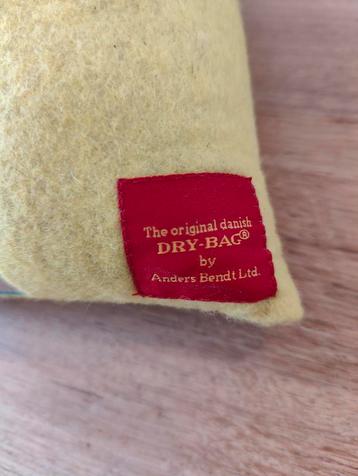 The original danish
DRY-BAG®
by
Anders Bendt Ltd.